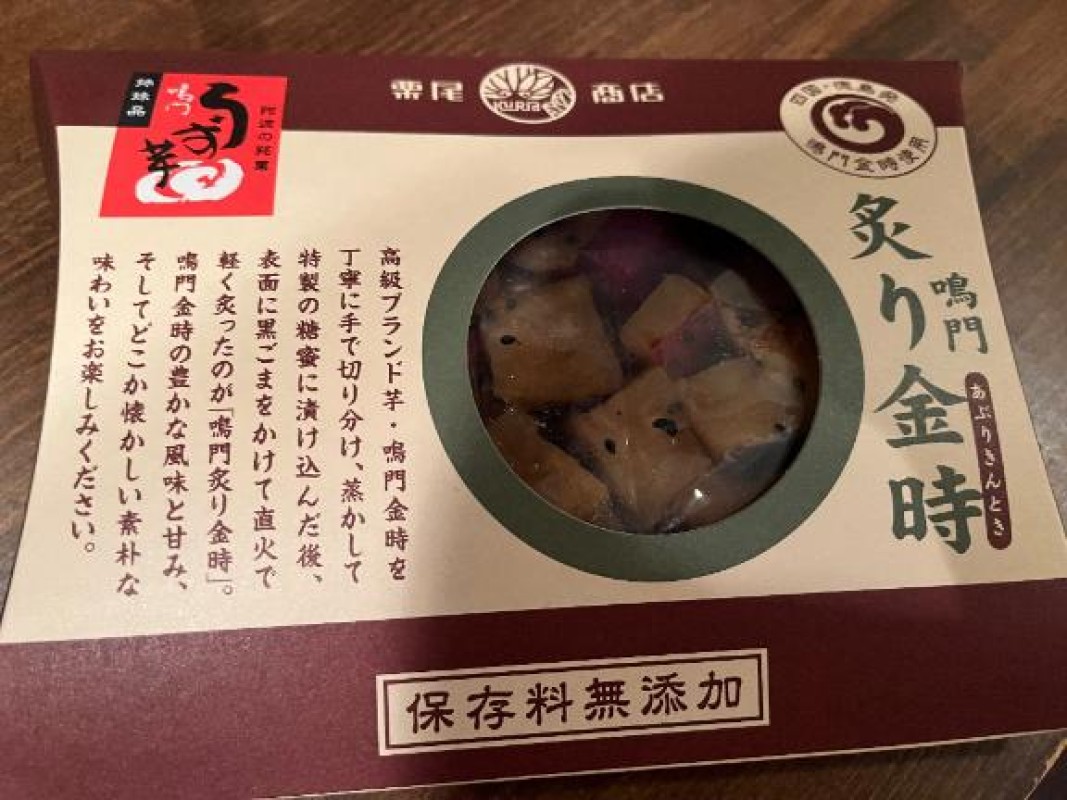 栗尾商店
姉妹品
鳴門
うず芋
阿波の銘菓
四国・徳島発
鳴門金時使用
鳴門
炙り金時
あぶりきんとき
高級ブランド芋・鳴門金時を
丁寧に手で切り分け、蒸かして
特製の糖蜜に漬け込んだ後、
表面に黒ごまをかけて直火で
軽く炙ったのが「鳴門炙り金時」。
鳴門金時の豊かな風味と甘み、
そしてどこか懐かしい素朴な
味わいをお楽しみください。
保存料無添加